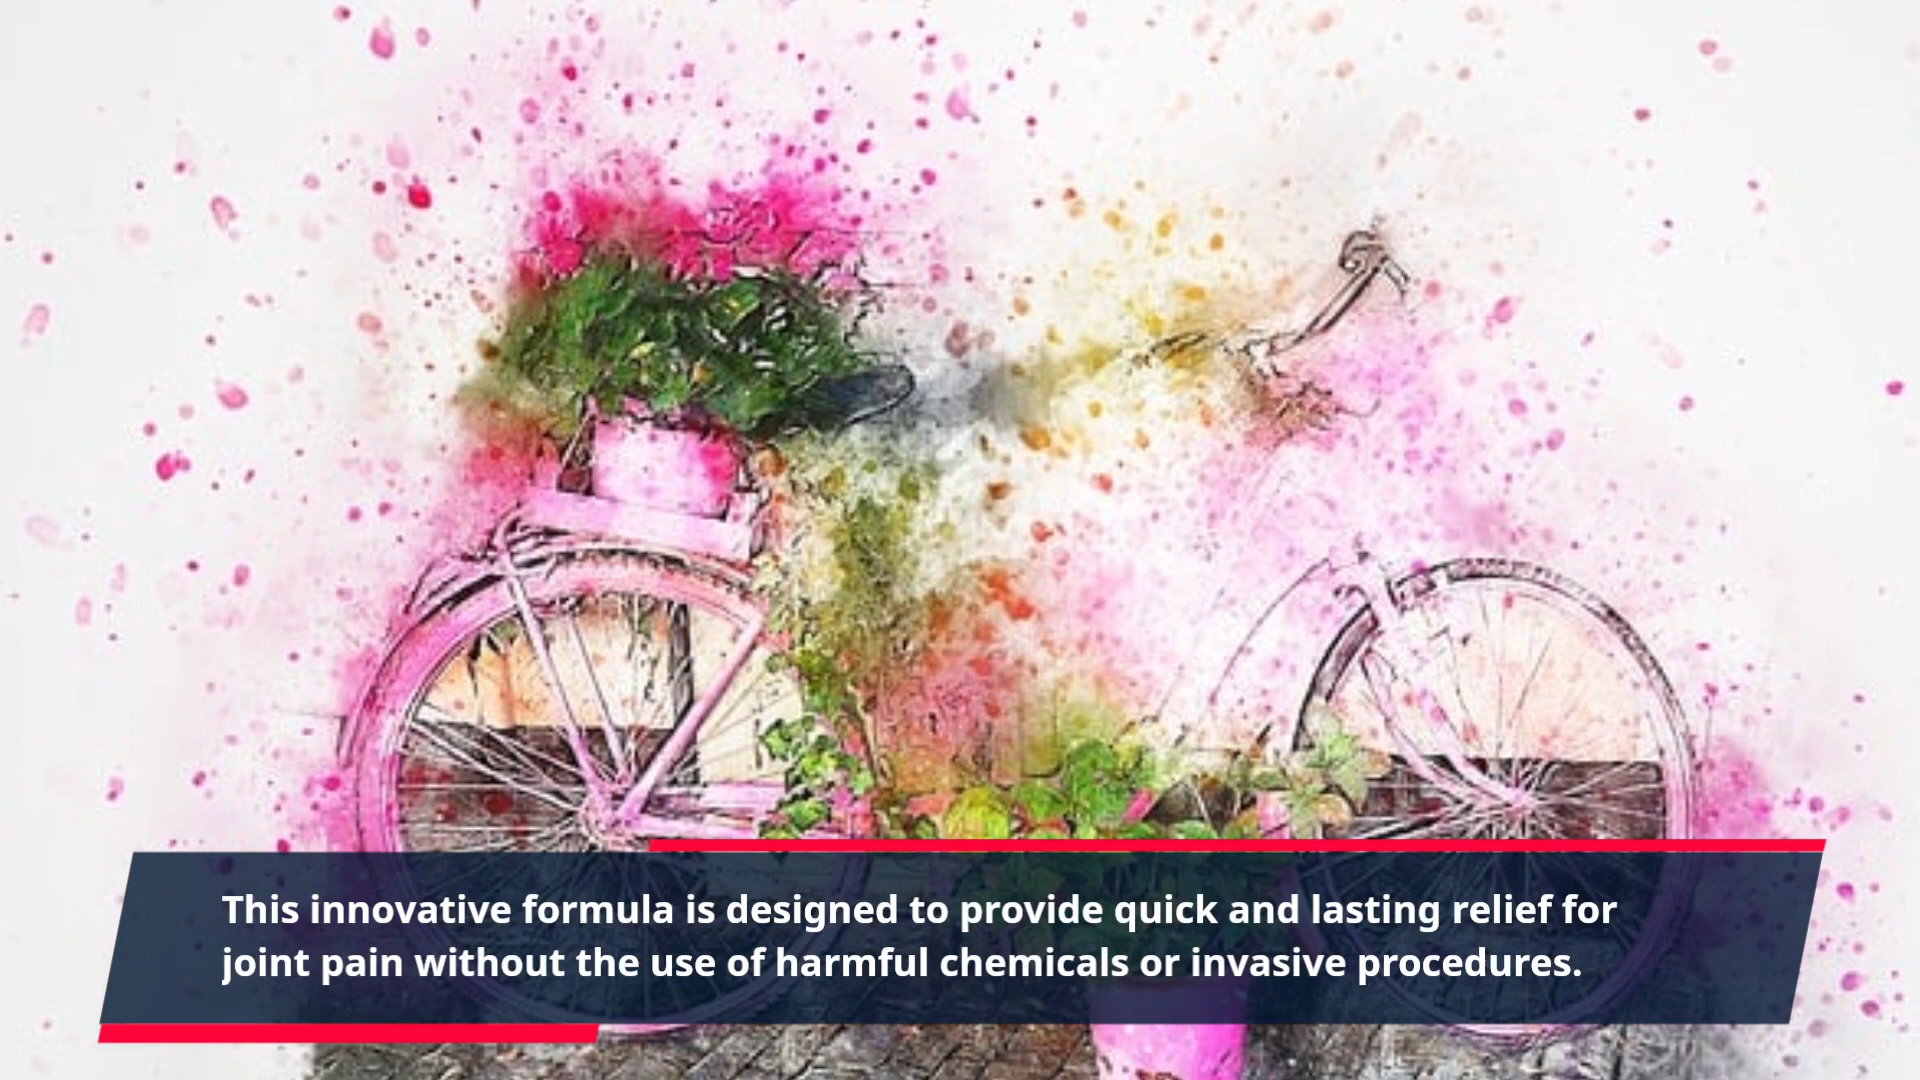 This innovative formula is designed to provide quick and lasting relief for
joint pain without the use of harmful chemicals or invasive procedures.